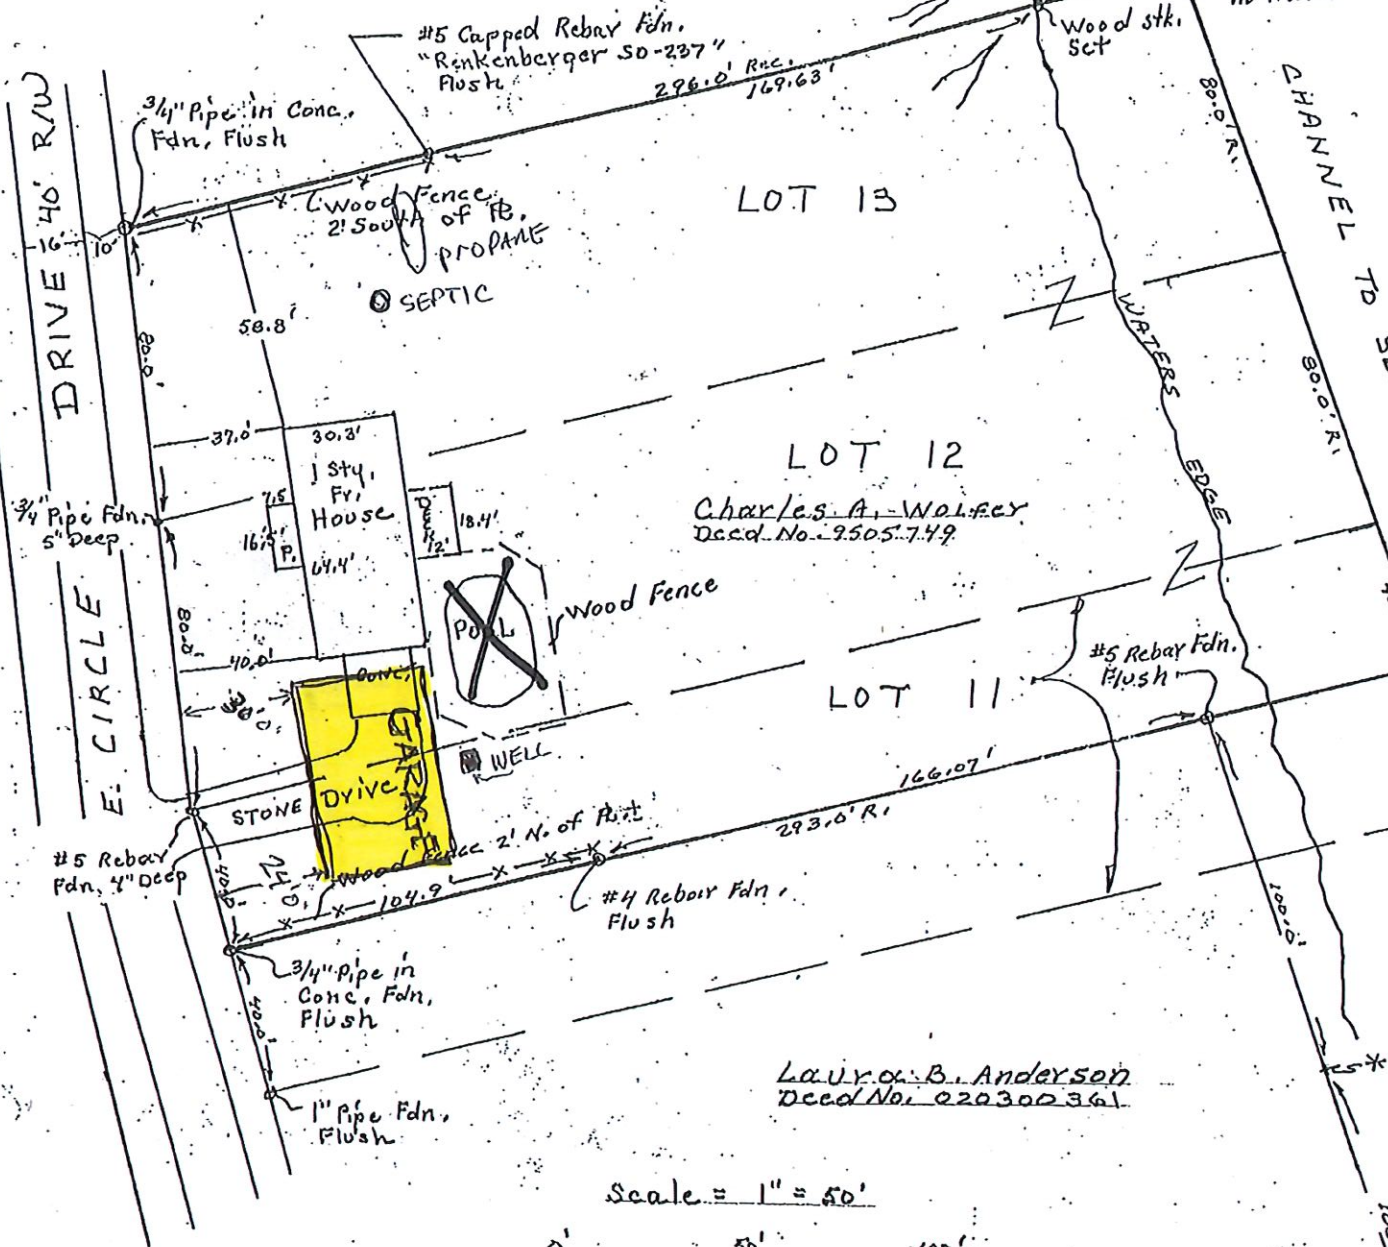 #5 Capped Rebar Fdn.
"Renkenberger SO-237"
Flush
Wood stk.
Set
296.0' Rec.
169.63'
3/4" Pipe in Conc.
Fdn, Flush
80.0' R.
CHANNEL TO
DRIVE 40' R/W
16'
10'
Wood Fence
2' South of PL.
PROPANE
SEPTIC
LOT 13
58.8'
80.0'
WATERS EDGE
80.0' R.
37.0'
30.3'
1 Sty.
Fr.
House
LOT 12
Charles A. Wolfer
Deed No. 9505749
3/4" Pipe Fdn.
5" Deep
7.5
16.5'
P.
64.4'
Deck
18.4'
12'
Wood Fence
POOL
80.0'
40.0'
Conc.
30'0"
#5 Rebar Fdn.
Flush
LOT 11
E. CIRCLE
GARAGE
WELL
STONE Drive
166.07'
293.0' R.
#5 Rebar
Fdn, 4" Deep
Wood Fence 2' N. of
40.0'
24'0"
104.9'
#4 Rebar Fdn.
Flush
100.0'
3/4" Pipe in
Conc. Fdn,
Flush
40.0'
Laura B. Anderson
Deed No. 020300361
1" Pipe Fdn.
Flush
Scale = 1" = 50'